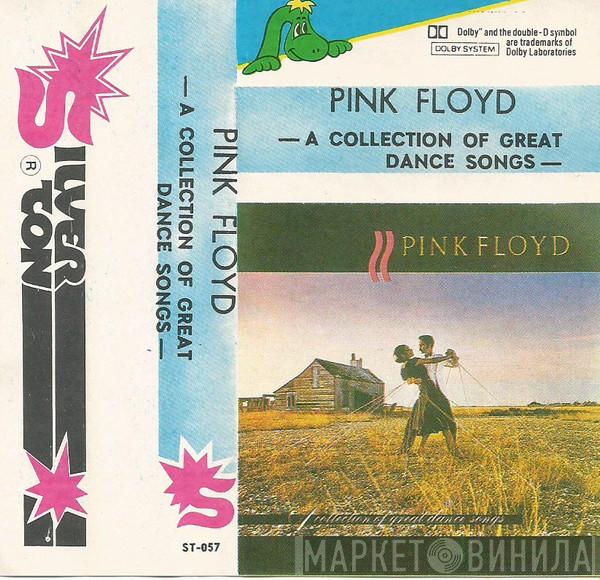 SILVER
TON
®
PINK FLOYD
— A COLLECTION OF GREAT
DANCE SONGS —
S
ST-057
Dolby™ and the double-D symbol
are trademarks of
Dolby Laboratories
DOLBY SYSTEM
PINK FLOYD
— A COLLECTION OF GREAT
DANCE SONGS —
PINK FLOYD
collection of great dance songs
МАРКЕТ ВИНИЛА